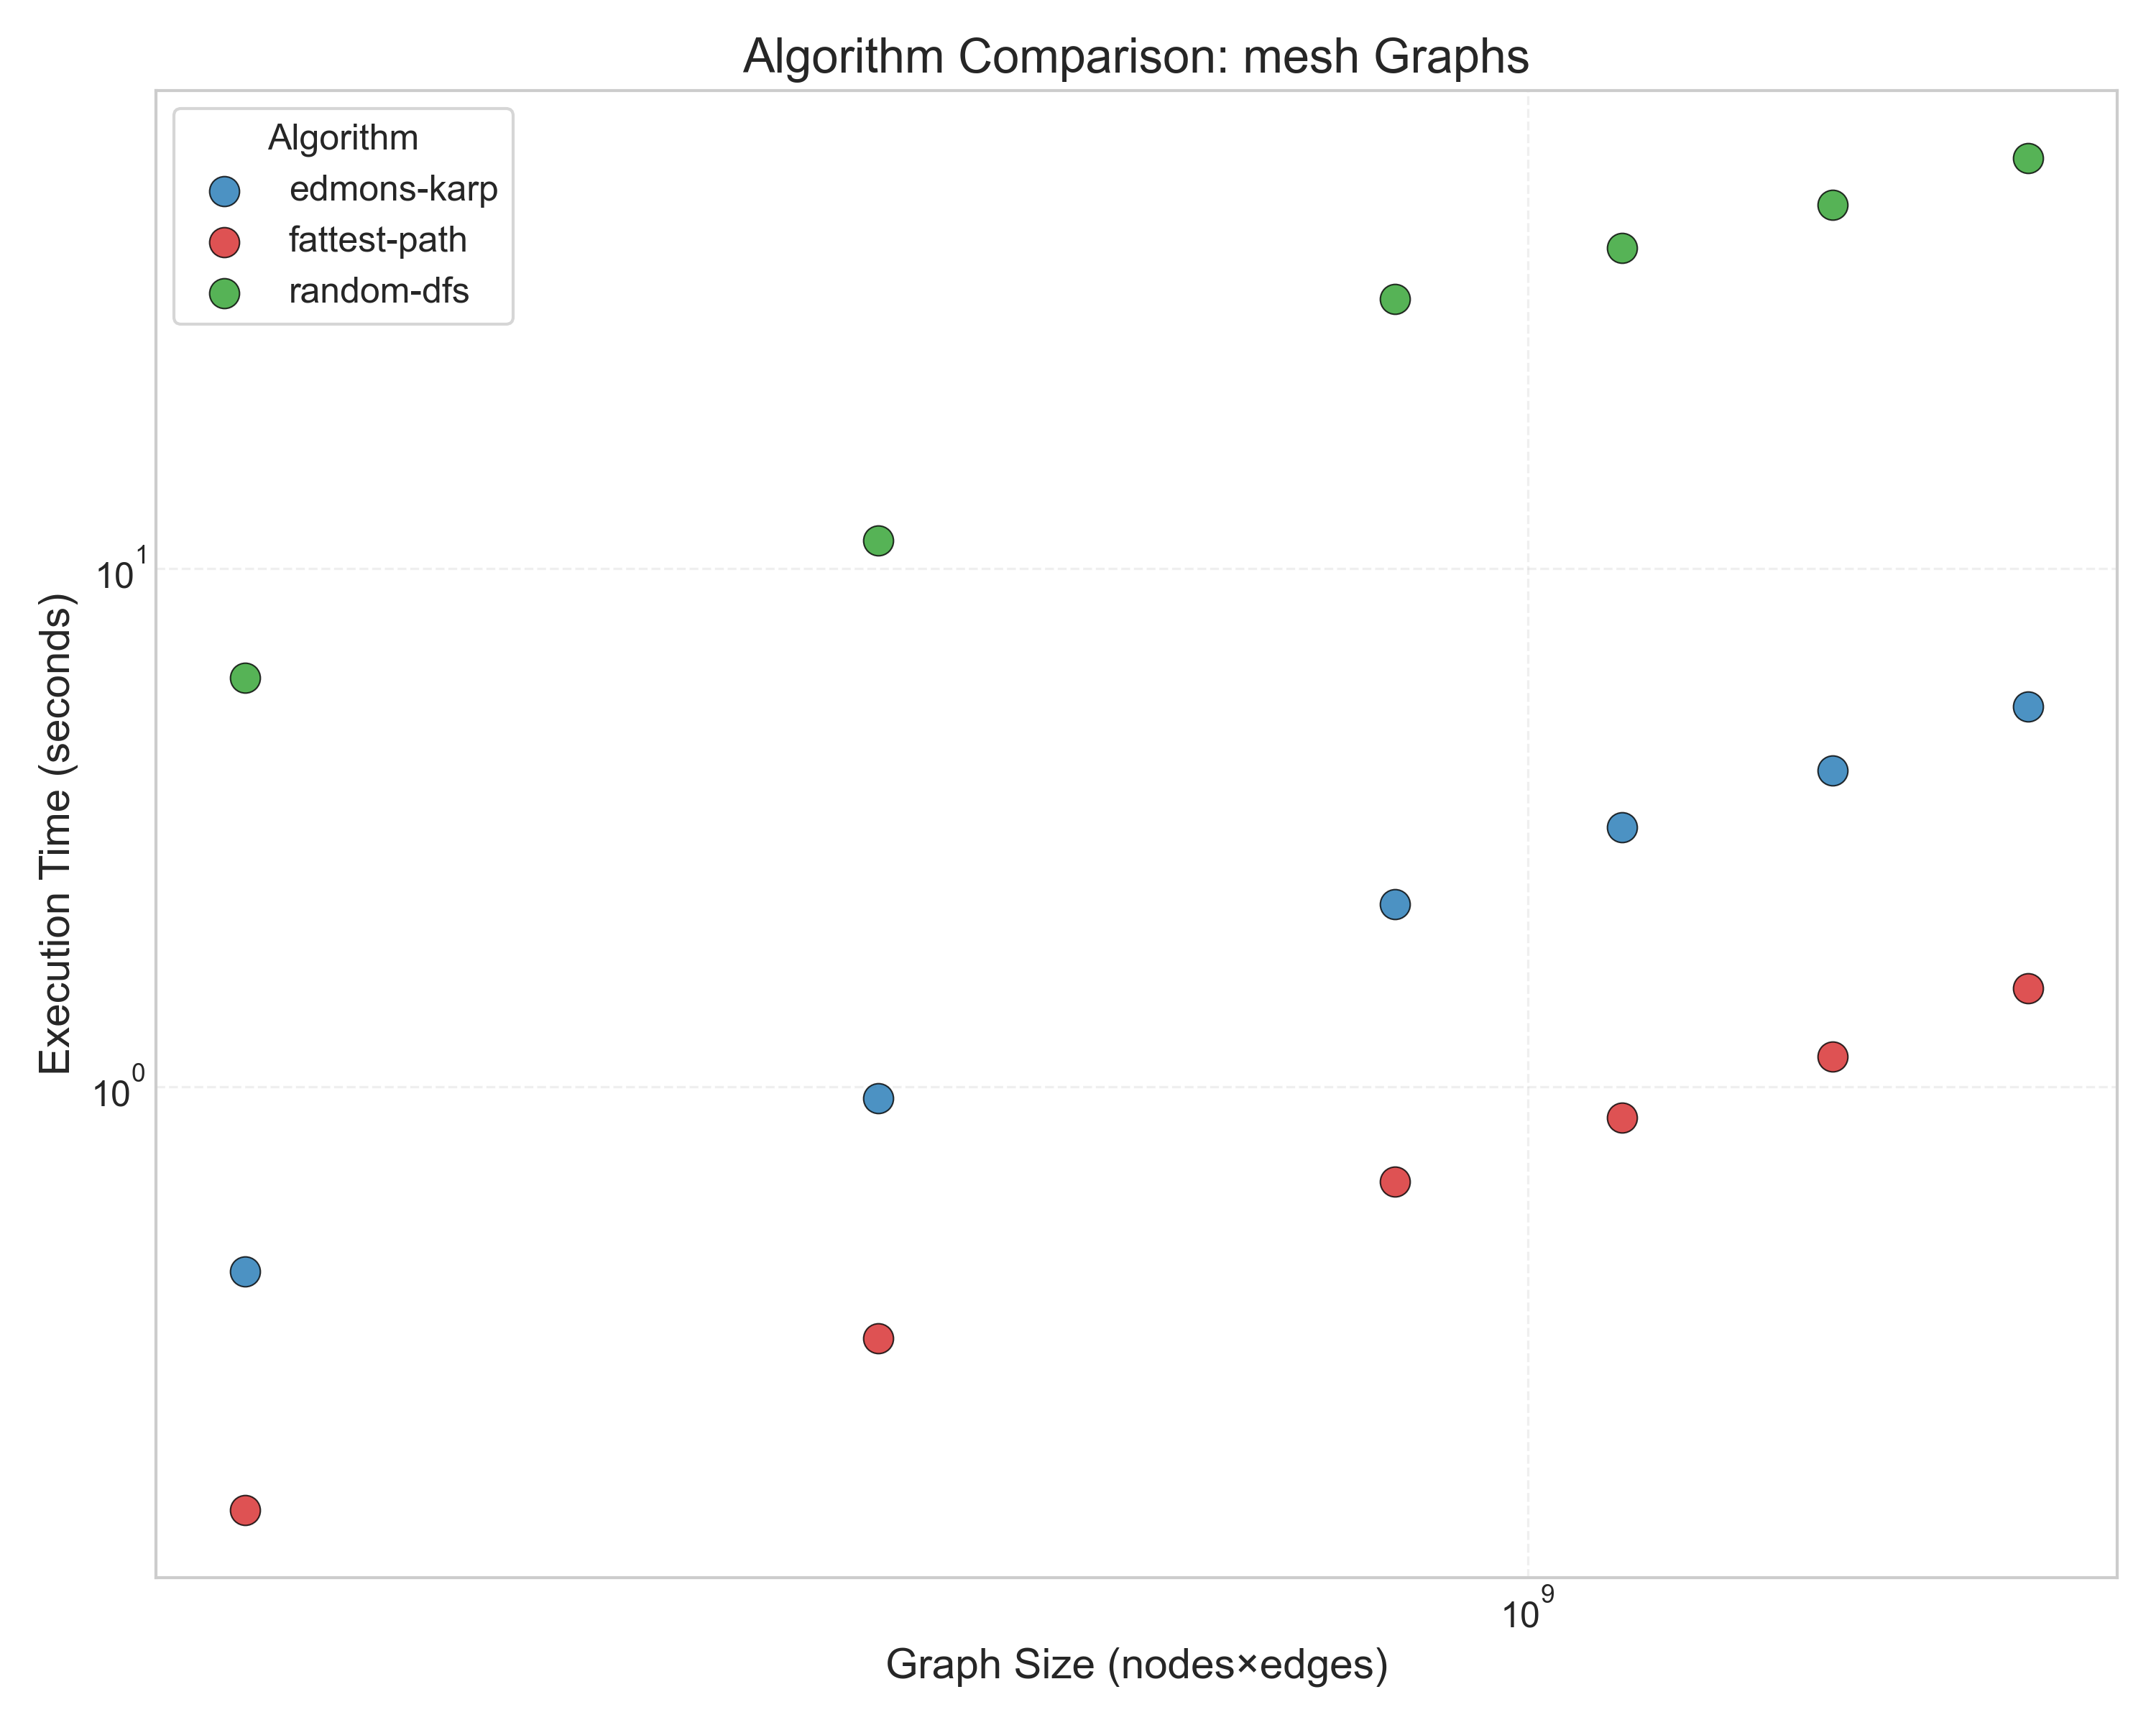 Algorithm Comparison: mesh Graphs
Algorithm
edmons-karp
fattest-path
random-dfs
Execution Time (seconds)
10^1
10^0
10^9
Graph Size (nodes×edges)